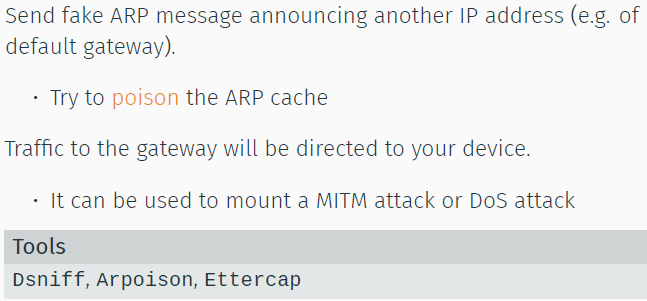 Send fake ARP message announcing another IP address (e.g. of
default gateway).
• Try to poison the ARP cache
Traffic to the gateway will be directed to your device.
• It can be used to mount a MITM attack or DoS attack
Tools
Dsniff, Arpoison, Ettercap